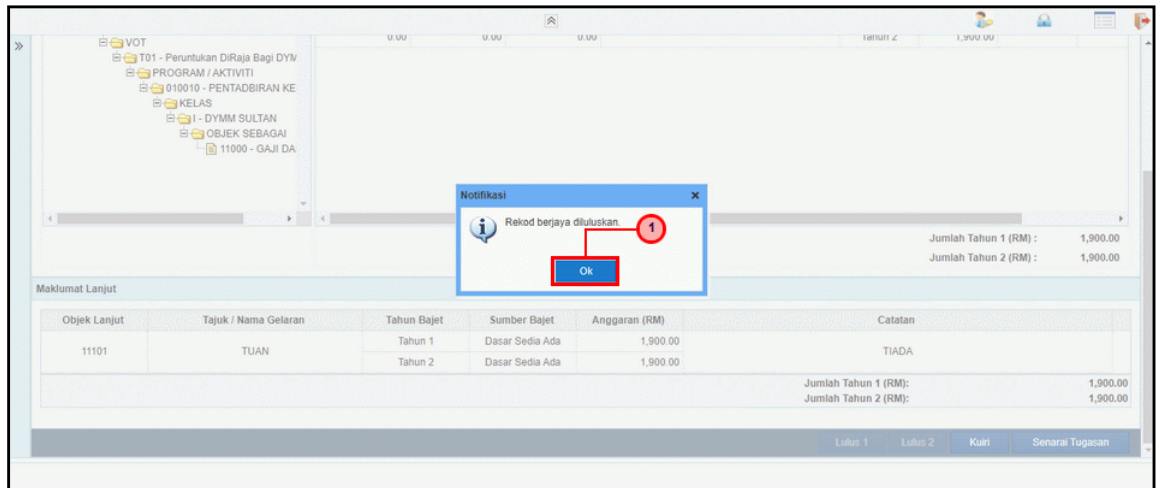 VOT
0.00 0.00 0.00 Tahun 2 1,900.00
T01 - Peruntukan DiRaja Bagi DYM
PROGRAM / AKTIVITI
010010 - PENTADBIRAN KE
KELAS
I - DYMM SULTAN
OBJEK SEBAGAI
11000 - GAJI DA
Notifikasi
Rekod berjaya diluluskan.
1
Ok
Jumlah Tahun 1 (RM) : 1,900.00
Jumlah Tahun 2 (RM) : 1,900.00
Maklumat Lanjut
Objek Lanjut Tajuk / Nama Gelaran Tahun Bajet Sumber Bajet Anggaran (RM) Catatan
11101 TUAN Tahun 1 Dasar Sedia Ada 1,900.00 TIADA
Tahun 2 Dasar Sedia Ada 1,900.00
Jumlah Tahun 1 (RM): 1,900.00
Jumlah Tahun 2 (RM): 1,900.00
Lulus 1 Lulus 2 Kuiri Senarai Tugasan